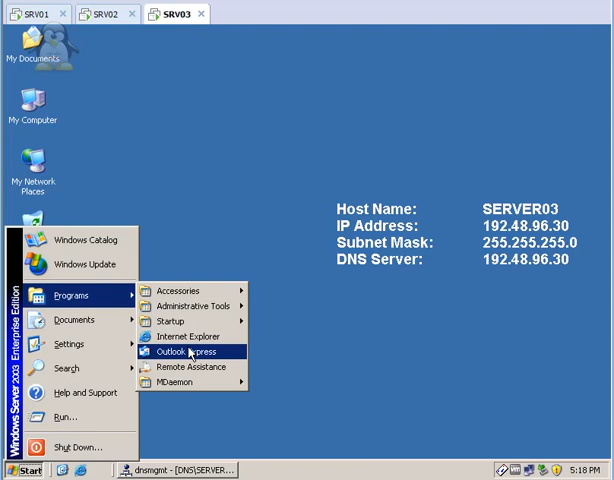 SRV01
SRV02
SRV03
My Documents
My Computer
My Network
Places
Host Name: SERVER03
IP Address: 192.48.96.30
Subnet Mask: 255.255.255.0
DNS Server: 192.48.96.30
Windows Server 2003 Enterprise Edition
Windows Catalog
Windows Update
Programs
Documents
Settings
Search
Help and Support
Run...
Shut Down...
Accessories
Administrative Tools
Startup
Internet Explorer
Outlook Express
Remote Assistance
MDaemon
Start
dnsmgmt - [DNS\SERVER...
5:18 PM